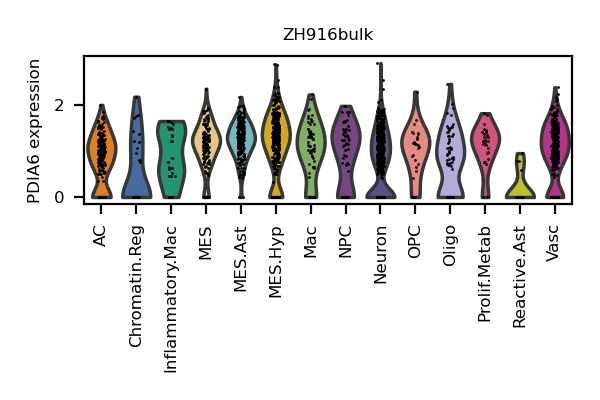 ZH916bulk
PDIA6 expression
2
0
AC
Chromatin.Reg
Inflammatory.Mac
MES
MES.Ast
MES.Hyp
Mac
NPC
Neuron
OPC
Oligo
Prolif.Metab
Reactive.Ast
Vasc